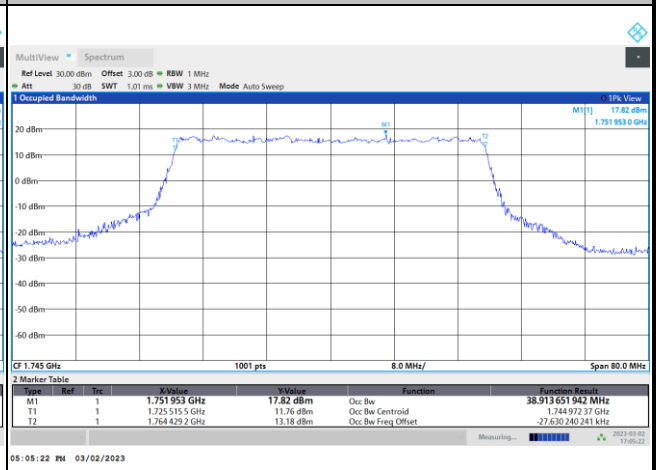 MultiView Spectrum
Ref Level 30.00 dBm Offset 3.00 dB RBW 1 MHz
Att 30 dB SWT 1.01 ms VBW 3 MHz Mode Auto Sweep
1 Occupied Bandwidth 1Pk View
M1[1] 17.82 dBm
1.751 953 0 GHz
M1
20 dBm
T1
T2
10 dBm
0 dBm
-10 dBm
-20 dBm
-30 dBm
-40 dBm
-50 dBm
-60 dBm
CF 1.745 GHz 1001 pts 8.0 MHz/ Span 80.0 MHz
2 Marker Table
Type Ref Trc X-Value Y-Value Function Function Result
M1 1 1.751 953 GHz 17.82 dBm Occ Bw 38.913 651 942 MHz
T1 1 1.725 515 5 GHz 11.76 dBm Occ Bw Centroid 1.744 972 37 GHz
T2 1 1.764 429 2 GHz 13.18 dBm Occ Bw Freq Offset -27.630 240 241 kHz
Measuring... 2023-03-02
17:05:22
05:05:22 PM 03/02/2023